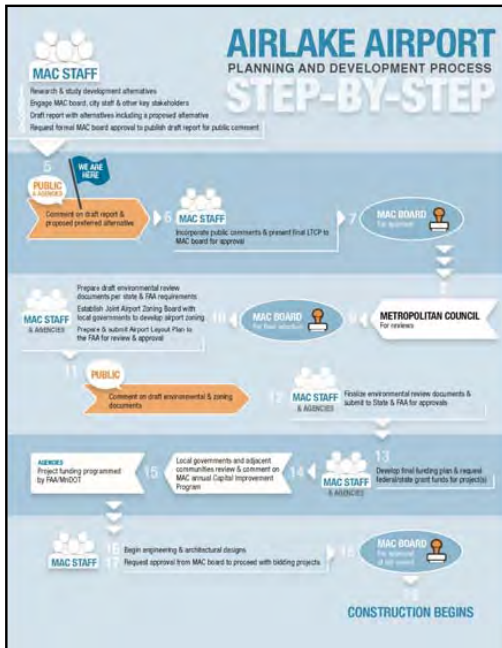 AIRLAKE AIRPORT
PLANNING AND DEVELOPMENT PROCESS
STEP-BY-STEP
MAC STAFF
Research & study development alternatives
Engage MAC board, city staff & other key stakeholders
Draft report with alternatives including a proposed alternative
Request formal MAC board approval to publish draft report for public comment
5
PUBLIC
& AGENCIES
WE ARE
HERE
Comment on draft report &
proposed preferred alternative
6
MAC STAFF
Incorporate public comments & present final LTCP to
MAC board for approval
7
MAC BOARD
For approval
METROPOLITAN COUNCIL
For reviews
9
MAC BOARD
For final adoption
10
MAC STAFF
& AGENCIES
Prepare draft environmental review
documents per state & FAA requirements
Establish Joint Airport Zoning Board with
local governments to develop airport zoning
Prepare & submit Airport Layout Plan to
the FAA for review & approval
11
PUBLIC
Comment on draft environmental & zoning
documents
12
MAC STAFF
& AGENCIES
Finalize environmental review documents &
submit to State & FAA for approvals
13
Develop final funding plan & request
federal/state grant funds for project(s)
MAC STAFF
& AGENCIES
14
Local governments and adjacent
communities review & comment on
MAC annual Capital Improvement
Program
15
AGENCIES
Project funding programmed
by FAA/MnDOT
MAC STAFF
16 Begin engineering & architectural designs
17 Request approval from MAC board to proceed with bidding projects
18
MAC BOARD
For approval
CONSTRUCTION BEGINS